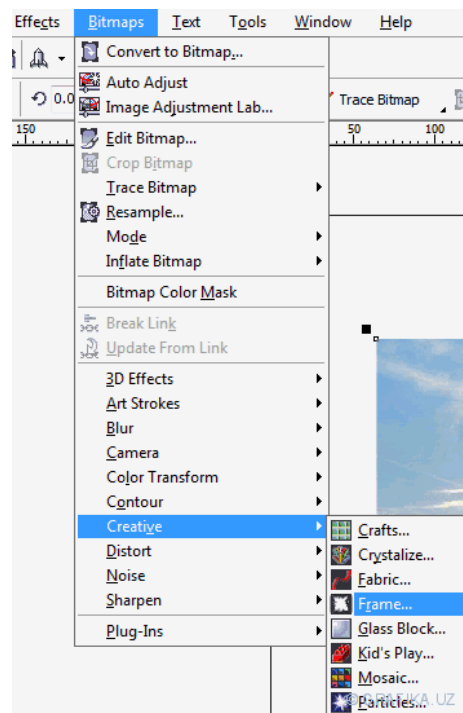 Effects Bitmaps Text Tools Window Help
Convert to Bitmap...
Auto Adjust
0.0
Image Adjustment Lab...
Trace Bitmap
150
50 100
Edit Bitmap...
Crop Bitmap
Trace Bitmap
Resample...
Mode
Inflate Bitmap
Bitmap Color Mask
Break Link
Update From Link
3D Effects
Art Strokes
Blur
Camera
Color Transform
Contour
Creative
Crafts...
Distort
Crystalize...
Noise
Fabric...
Sharpen
Frame...
Plug-Ins
Glass Block...
Kid's Play...
Mosaic...
Particles...